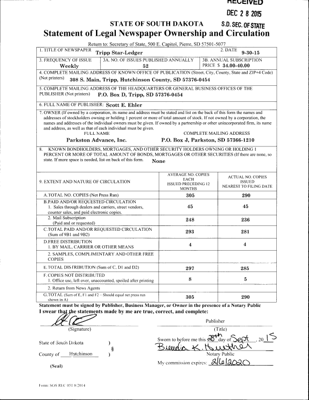 RECEIVED
DEC 28 2015
S.D. SEC. OF STATE
STATE OF SOUTH DAKOTA
Statement of Legal Newspaper Ownership and Circulation
Return to: Secretary of State, 500 E. Capitol, Pierre, SD 57501-5077
1. TITLE OF NEWSPAPER Tripp Star-Ledger
2. DATE 9-30-15
3. FREQUENCY OF ISSUE Weekly
3A. NO. OF ISSUES PUBLISHED ANNUALLY 52
3B. ANNUAL SUBSCRIPTION PRICE $ 34.00-40.00
4. COMPLETE MAILING ADDRESS OF KNOWN OFFICE OF PUBLICATION (Street, City, County, State and ZIP+4 Code)
(Not printers) 308 S Main, Tripp, Hutchinson County, SD 57376-0454
5. COMPLETE MAILING ADDRESS OF THE HEADQUARTERS OR GENERAL BUSINESS OFFICES OF THE
PUBLISHER (Not printers) P.O. Box D, Tripp, SD 57376-0454
6. FULL NAME OF PUBLISHER Scott E. Ehler
7. OWNER (If owned by a corporation, its name and address must be stated and list on the back of this form the names and
addresses of stockholders owning or holding 1 percent or more of total amount of stock. If not owned by a corporation, the
names and addresses of the individual owners must be given. If owned by a partnership or other unincorporated firm, its name
and address, as well as that of each individual must be given.
FULL NAME COMPLETE MAILING ADDRESS
Parkston Advance, Inc. P.O. Box J, Parkston, SD 57366-1210
8. KNOWN BONDHOLDERS, MORTGAGEES, AND OTHER SECURITY HOLDERS OWNING OR HOLDING 1
PERCENT OR MORE OF TOTAL AMOUNT OF BONDS, MORTGAGES OR OTHER SECURITIES (If there are none, so
state. If more space is needed, list on back of this form. None
9. EXTENT AND NATURE OF CIRCULATION
AVERAGE NO. COPIES EACH ISSUED PRECEDING 12 MONTHS
ACTUAL NO. COPIES ISSUED NEAREST TO FILING DATE
A. TOTAL NO. COPIES (Net Press Run) 305 290
B. PAID AND/OR REQUESTED CIRCULATION
1. Sales through dealers and carriers, street vendors,
counter sales, and paid electronic copies. 45 45
2. Mail Subscription
(Paid and or requested) 248 236
C. TOTAL PAID AND/OR REQUESTED CIRCULATION
(Sum of 9B1 and 9B2) 293 281
D. FREE DISTRIBUTION
1. BY MAIL, CARRIER OR OTHER MEANS 4 4
2. SAMPLES, COMPLIMENTARY AND OTHER FREE
COPIES
E. TOTAL DISTRIBUTION (Sum of C, D1 and D2) 297 285
F. COPIES NOT DISTRIBUTED
1. Office use, left over, unaccounted, spoiled after printing 8 5
2. Return from News Agents
G. TOTAL (Sum of E, F1 and F2 - Should equal net press run
shown in A) 305 290
Statement must be signed by Publisher, Business Manager, or Owner in the presence of a Notary Public
I swear that the statements made by me are true, correct, and complete:
Publisher
(Signature) (Title)
State of South Dakota
Sworn to before me this 30th day of Sept, 2015
§
County of Hutchinson
Notary Public
(Seal)
My commission expires: 2/6/2020